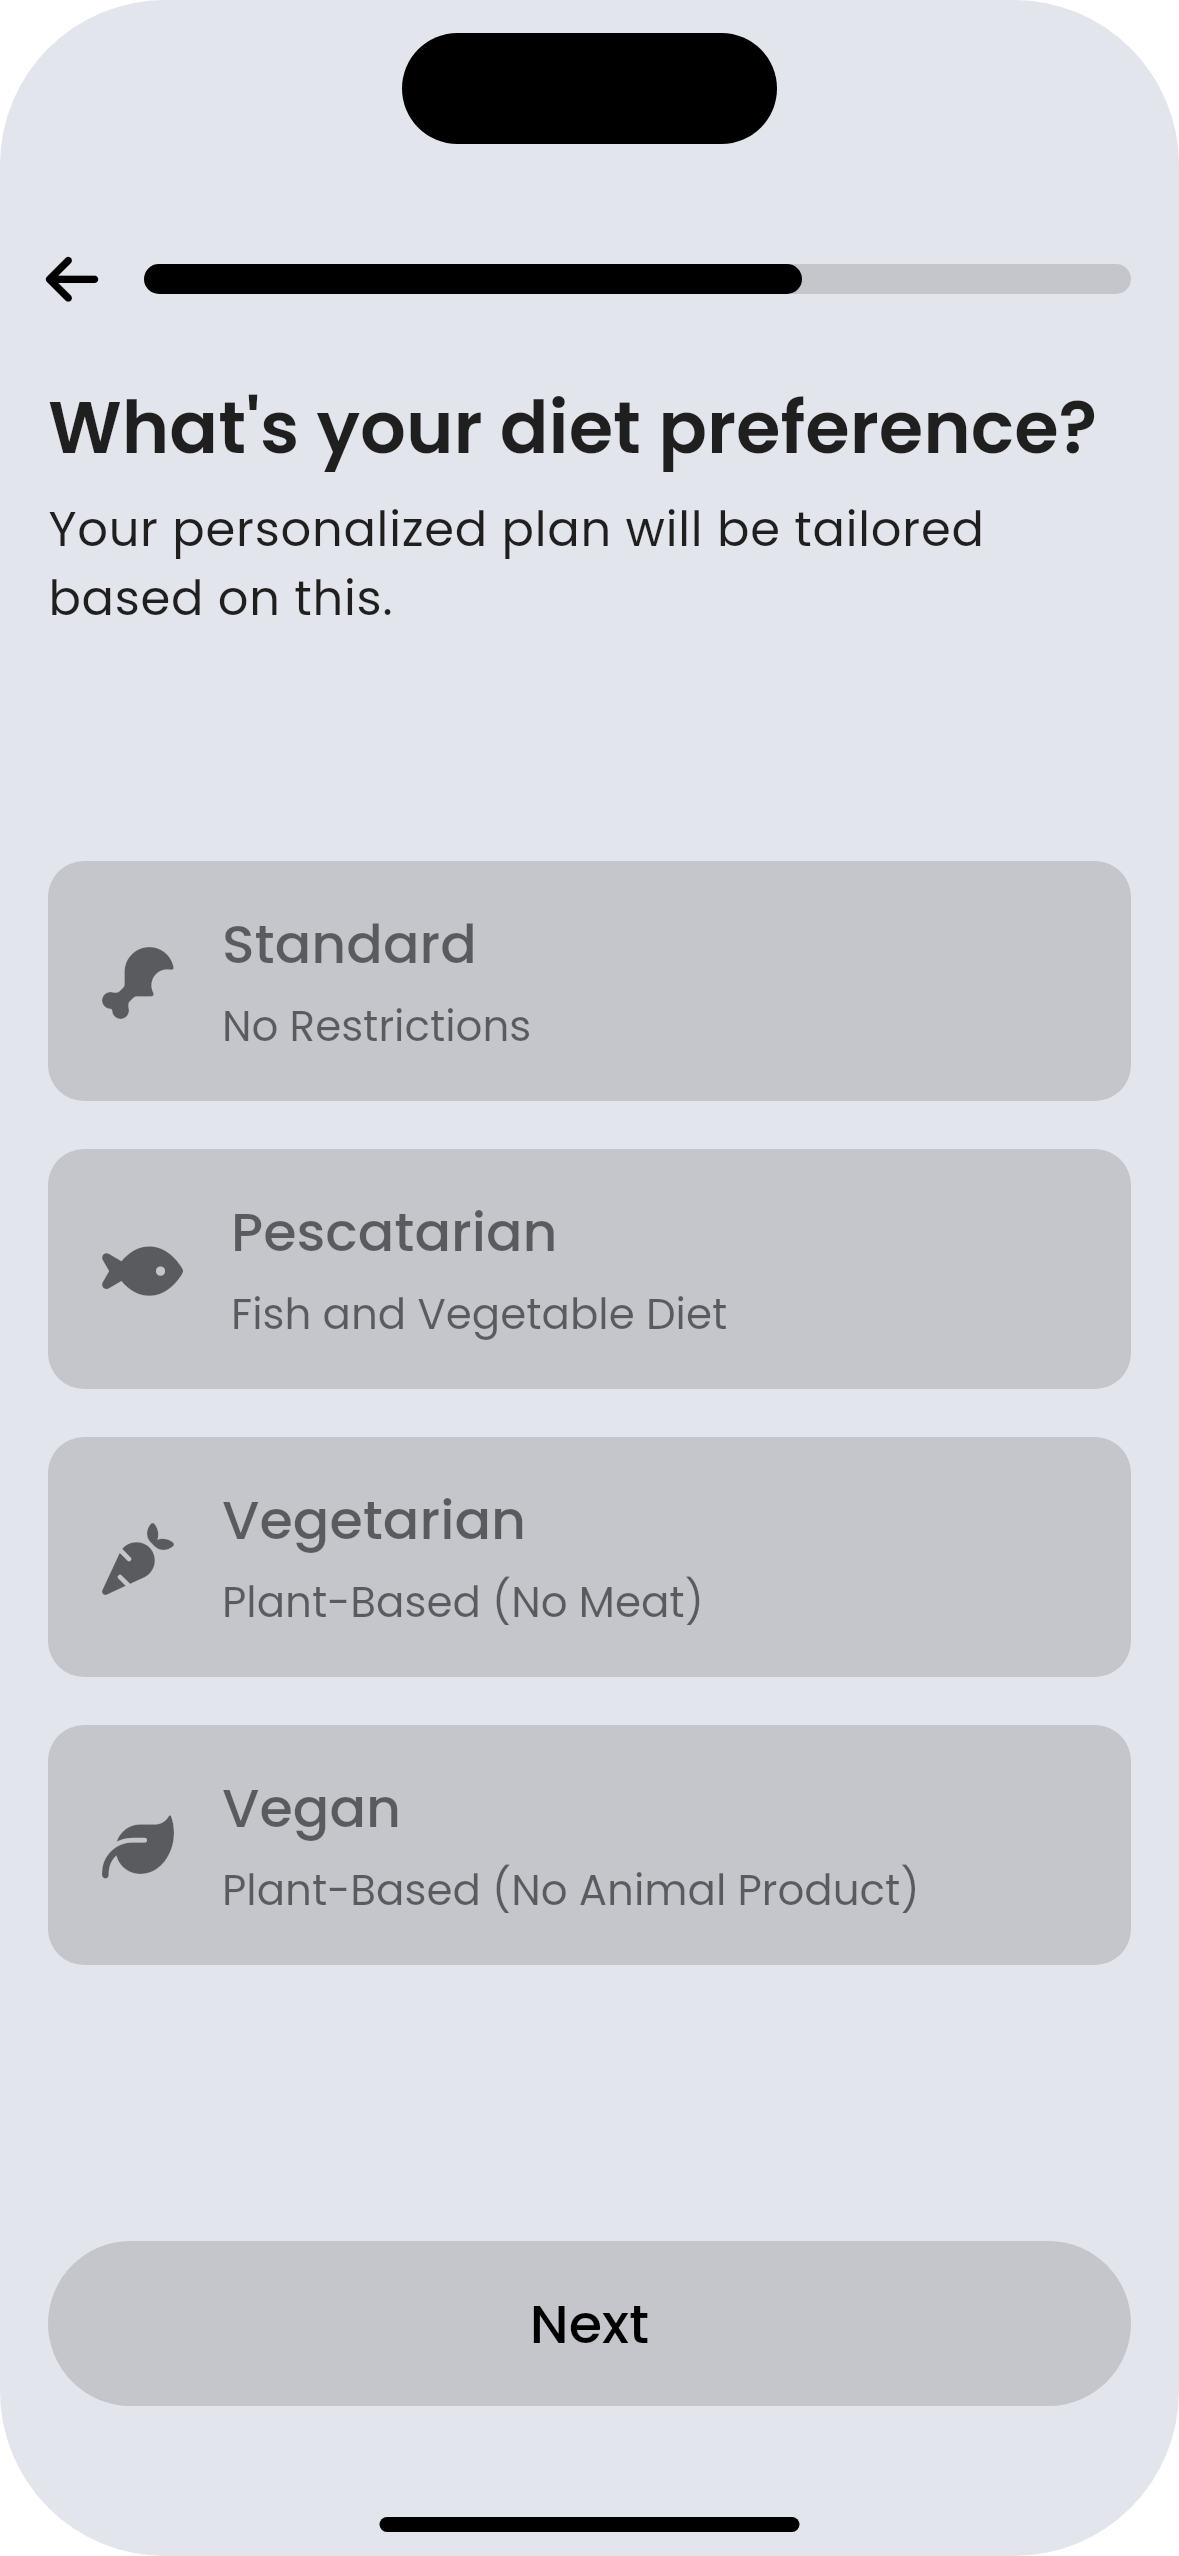 What's your diet preference?
Your personalized plan will be tailored
based on this.
Standard
No Restrictions
Pescatarian
Fish and Vegetable Diet
Vegetarian
Plant-Based (No Meat)
Vegan
Plant-Based (No Animal Product)
Next